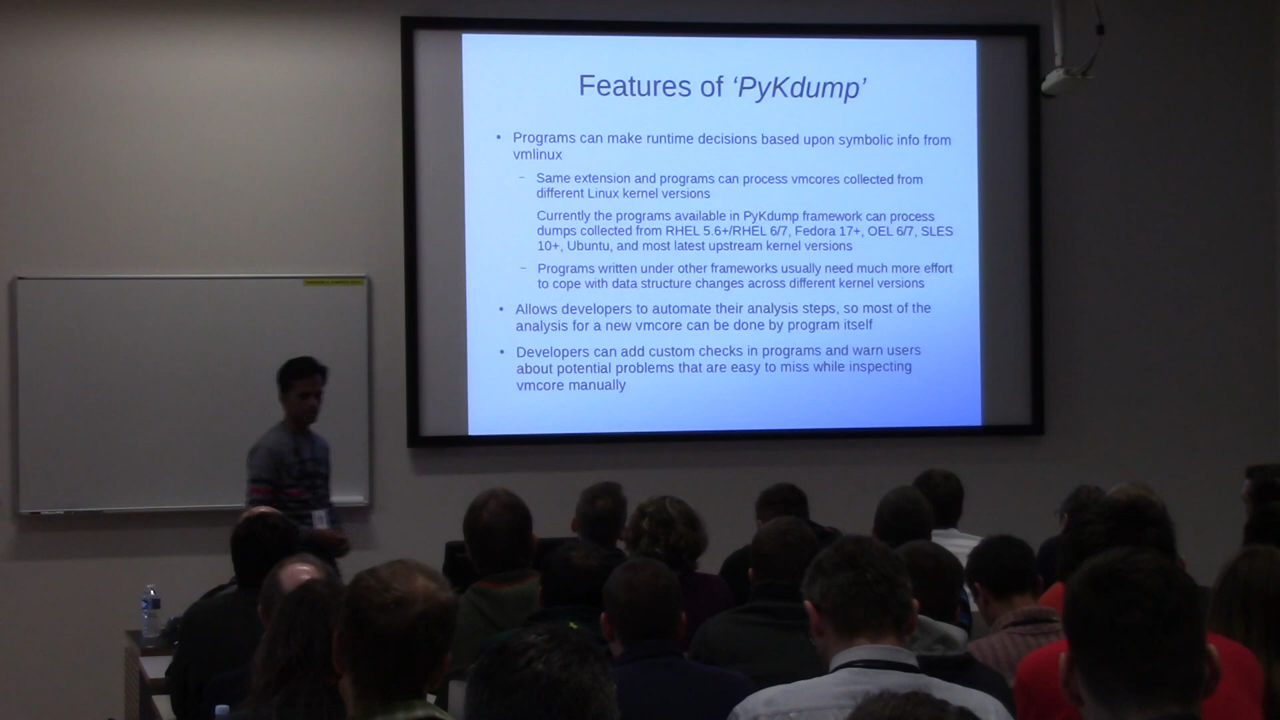 Features of ‘PyKdump’
• Programs can make runtime decisions based upon symbolic info from
vmlinux
– Same extension and programs can process vmcores collected from
different Linux kernel versions
Currently the programs available in PyKdump framework can process
dumps collected from RHEL 5.6+/RHEL 6/7, Fedora 17+, OEL 6/7, SLES
10+, Ubuntu, and most latest upstream kernel versions
– Programs written under other frameworks usually need much more effort
to cope with data structure changes across different kernel versions
• Allows developers to automate their analysis steps, so most of the
analysis for a new vmcore can be done by program itself
• Developers can add custom checks in programs and warn users
about potential problems that are easy to miss while inspecting
vmcore manually